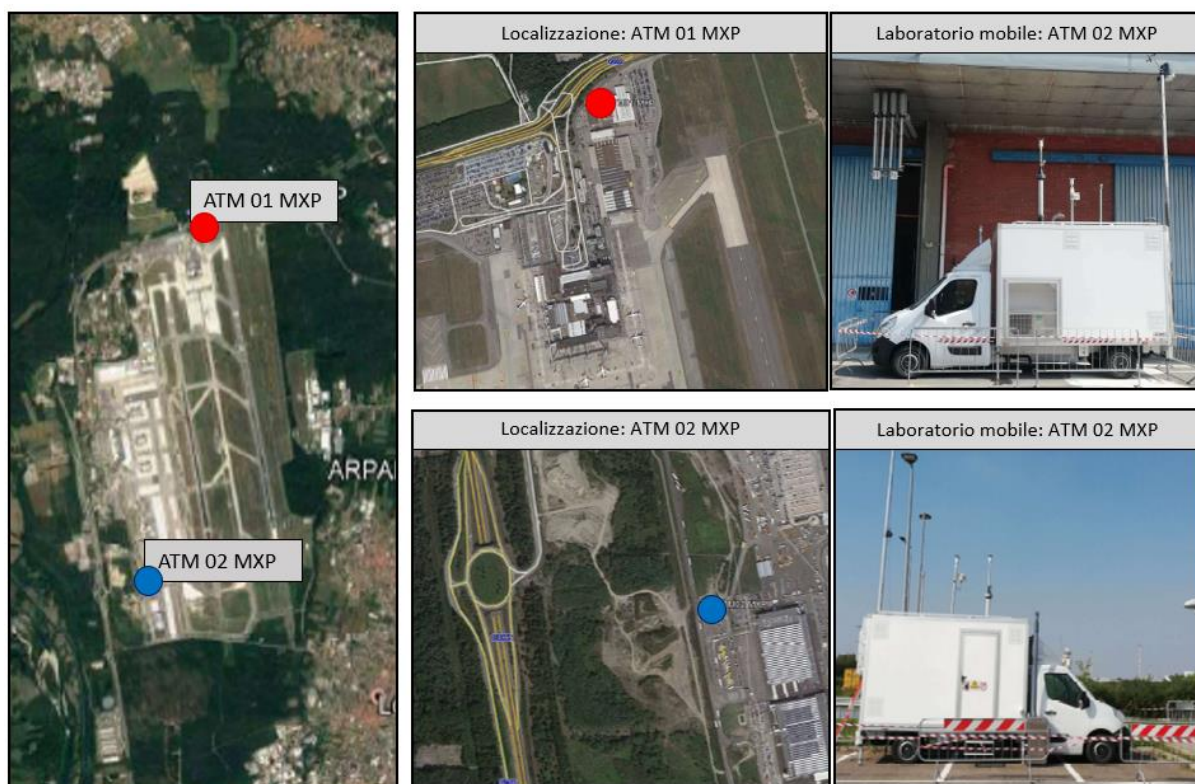 ATM 01 MXP
ATM 02 MXP
ARPA
Localizzazione: ATM 01 MXP
Laboratorio mobile: ATM 02 MXP
Localizzazione: ATM 02 MXP
Laboratorio mobile: ATM 02 MXP